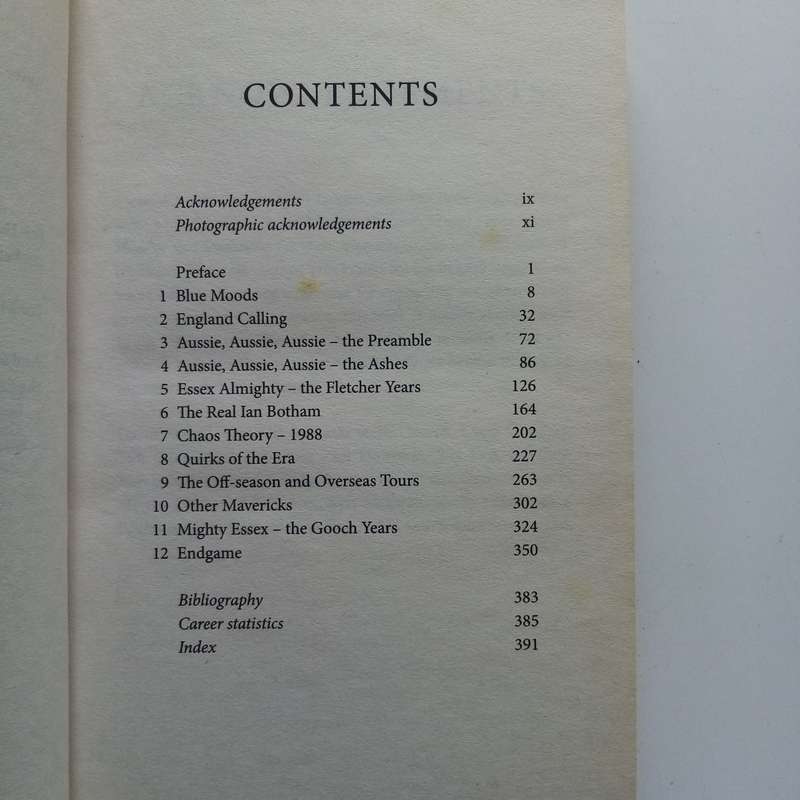 CONTENTS
Acknowledgements ix
Photographic acknowledgements xi
Preface 1
1 Blue Moods 8
2 England Calling 32
3 Aussie, Aussie, Aussie – the Preamble 72
4 Aussie, Aussie, Aussie – the Ashes 86
5 Essex Almighty – the Fletcher Years 126
6 The Real Ian Botham 164
7 Chaos Theory – 1988 202
8 Quirks of the Era 227
9 The Off-season and Overseas Tours 263
10 Other Mavericks 302
11 Mighty Essex – the Gooch Years 324
12 Endgame 350
Bibliography 383
Career statistics 385
Index 391